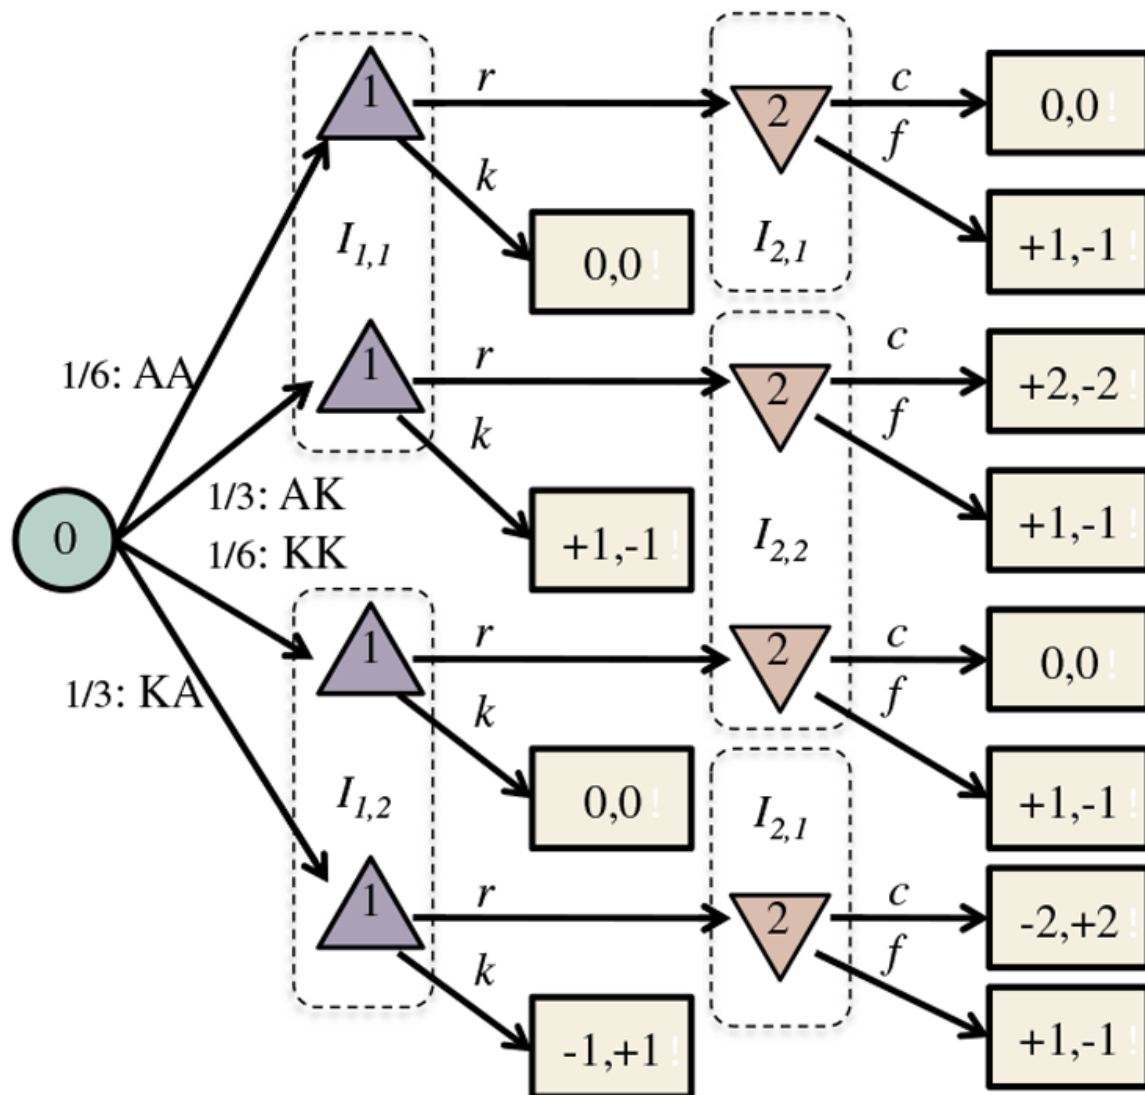 1 r 2 c 0,0
f
k
I1,1 0,0 I2,1 +1,-1
1/6: AA 1 r 2 c +2,-2
f
k
1/3: AK
0 1/6: KK +1,-1 I2,2 +1,-1
1 r 2 c 0,0
1/3: KA k f
I1,2 0,0 I2,1 +1,-1
1 r 2 c -2,+2
k f
-1,+1 +1,-1